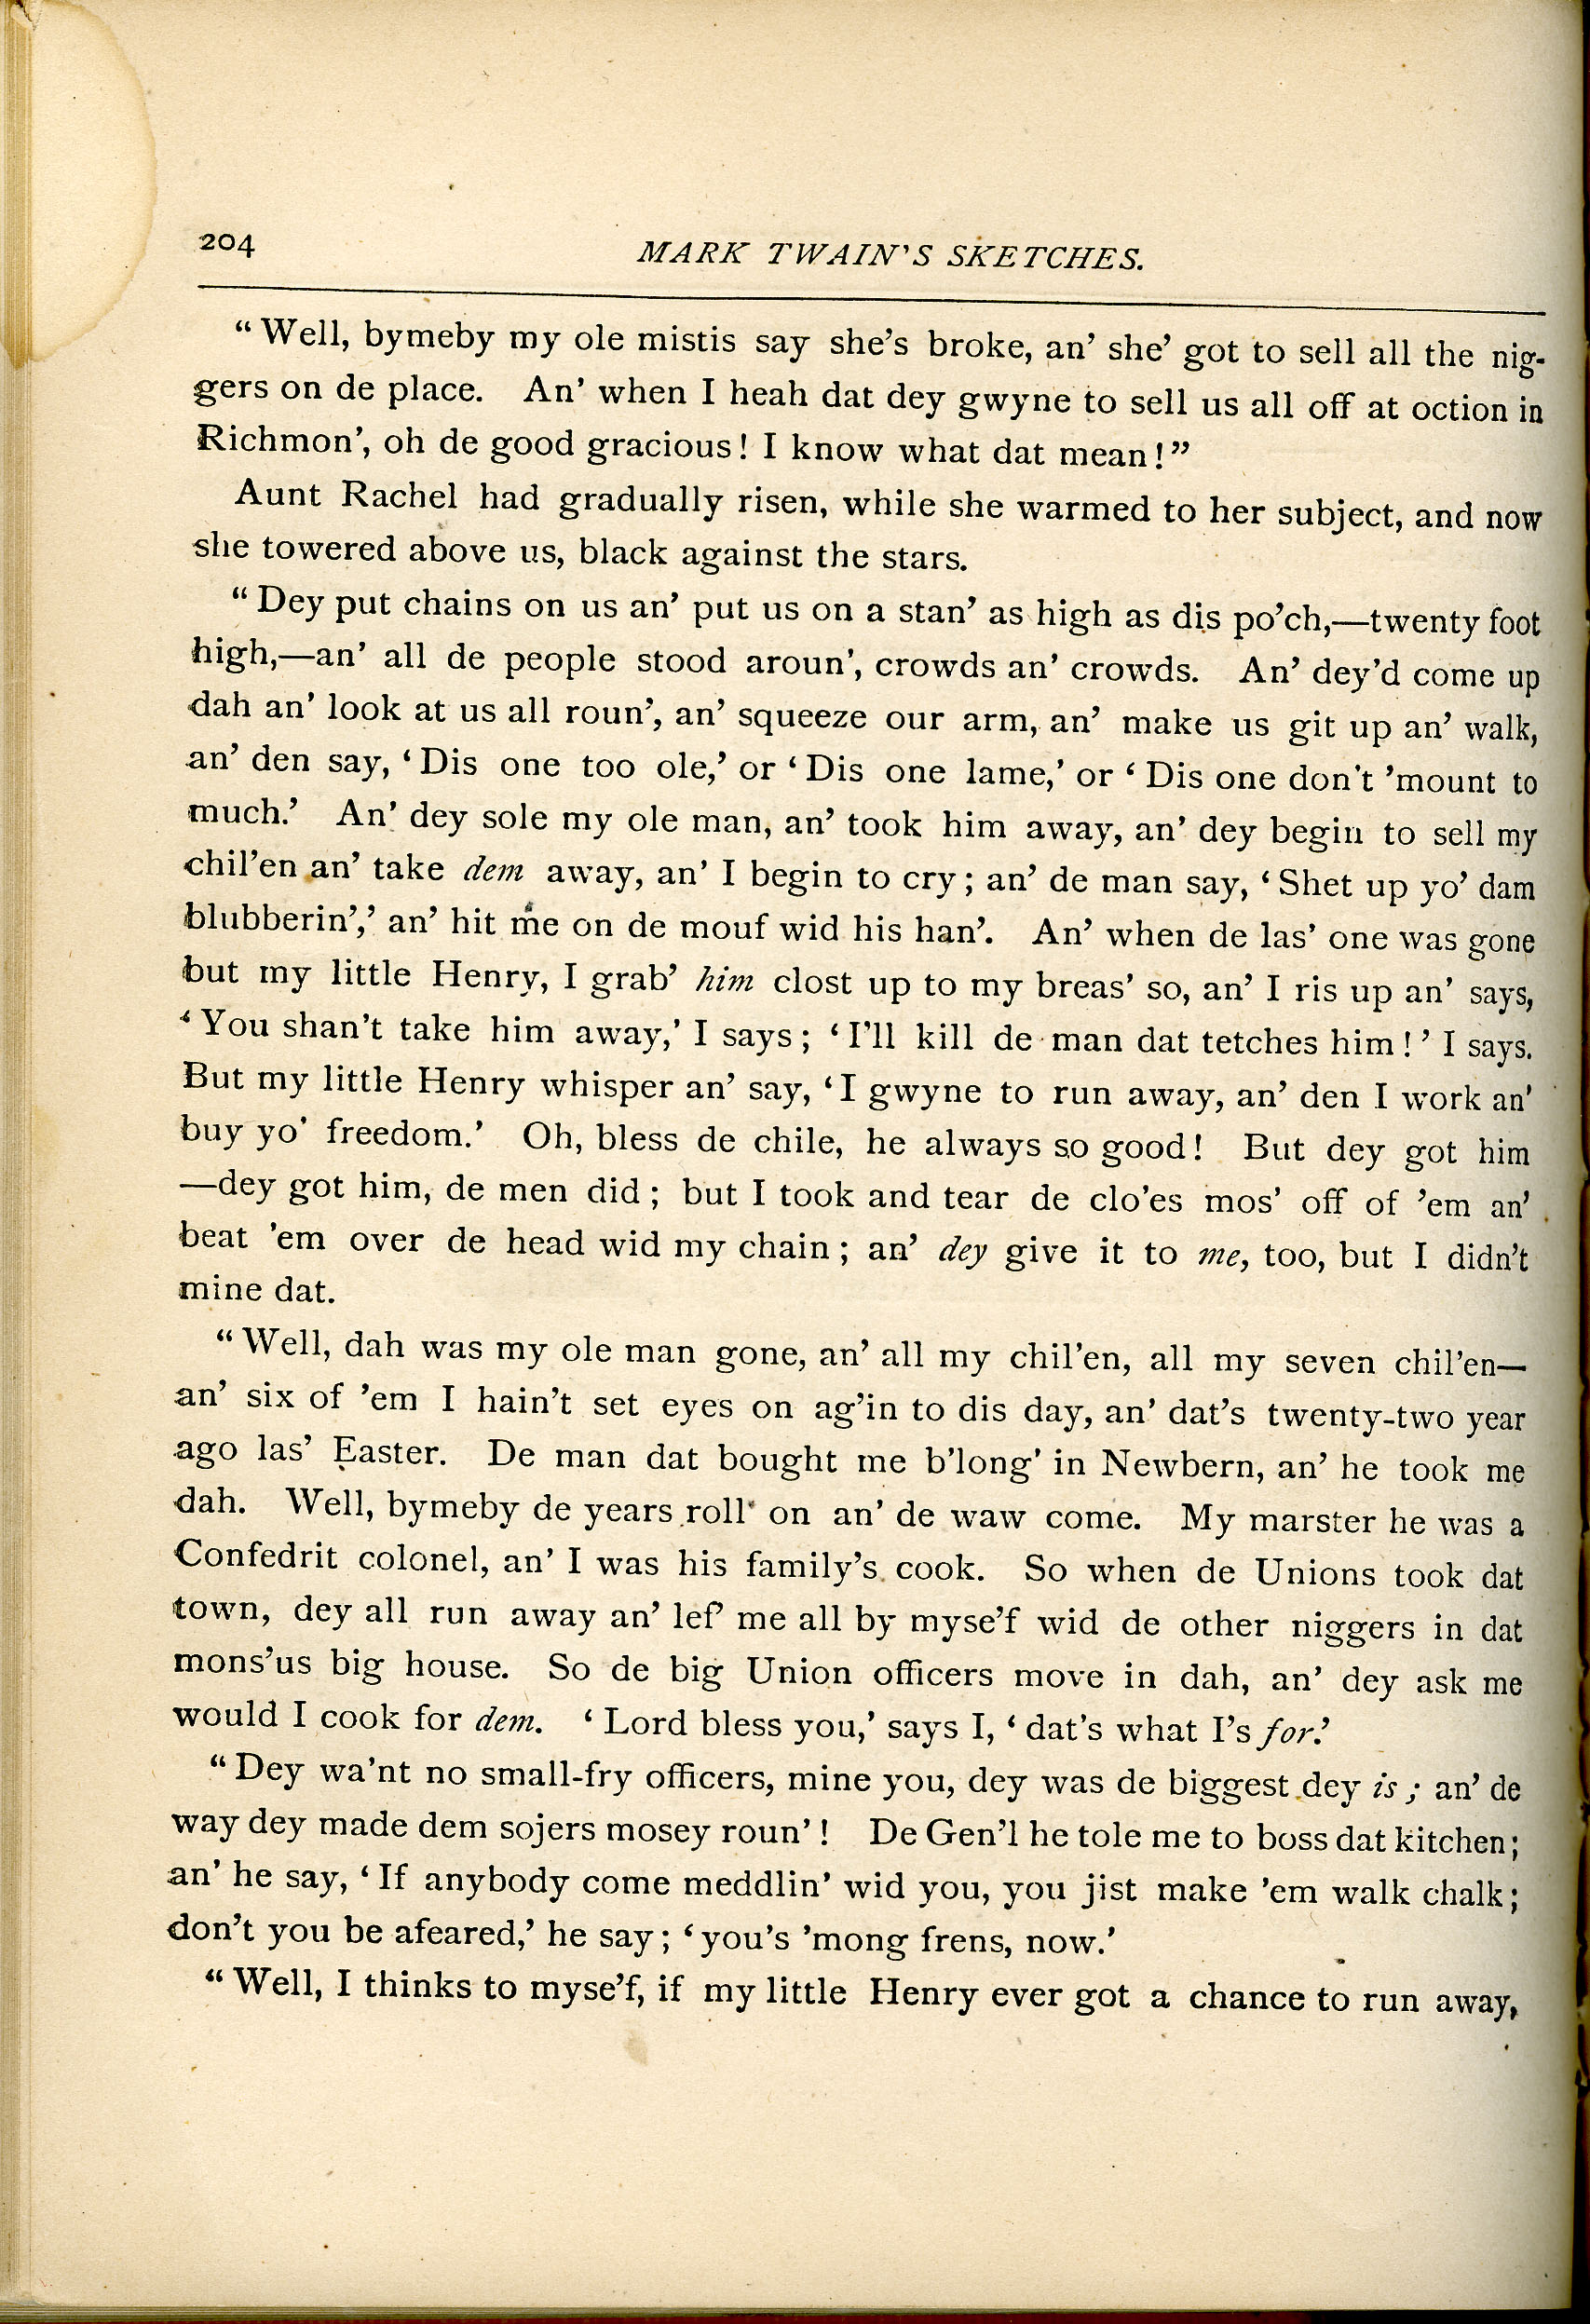 204
MARK TWAIN'S SKETCHES.
“Well, bymeby my ole mistis say she’s broke, an’ she’ got to sell all the nig-
gers on de place. An’ when I heah dat dey gwyne to sell us all off at oction in
Richmon’, oh de good gracious! I know what dat mean!”
Aunt Rachel had gradually risen, while she warmed to her subject, and now
she towered above us, black against the stars.
“Dey put chains on us an’ put us on a stan’ as high as dis po’ch,—twenty foot
high,—an’ all de people stood aroun’, crowds an’ crowds. An’ dey’d come up
dah an’ look at us all roun’, an’ squeeze our arm, an’ make us git up an’ walk,
an’ den say, ‘Dis one too ole,’ or ‘Dis one lame,’ or ‘Dis one don’t ’mount to
much.’ An’ dey sole my ole man, an’ took him away, an’ dey begin to sell my
chil’en an’ take dem away, an’ I begin to cry; an’ de man say, ‘Shet up yo’ dam
blubberin’,’ an’ hit me on de mouf wid his han’. An’ when de las’ one was gone
but my little Henry, I grab’ him clost up to my breas’ so, an’ I ris up an’ says,
‘You shan’t take him away,’ I says; ‘I’ll kill de man dat tetches him!’ I says.
But my little Henry whisper an’ say, ‘I gwyne to run away, an’ den I work an’
buy yo’ freedom.’ Oh, bless de chile, he always so good! But dey got him
—dey got him, de men did; but I took and tear de clo’es mos’ off of ’em an’
beat ’em over de head wid my chain; an’ dey give it to me, too, but I didn’t
mine dat.
“Well, dah was my ole man gone, an’ all my chil’en, all my seven chil’en—
an’ six of ’em I hain’t set eyes on ag’in to dis day, an’ dat’s twenty-two year
ago las’ Easter. De man dat bought me b’long’ in Newbern, an’ he took me
dah. Well, bymeby de years roll’ on an’ de waw come. My marster he was a
Confedrit colonel, an’ I was his family’s cook. So when de Unions took dat
town, dey all run away an’ lef’ me all by myse’f wid de other niggers in dat
mons’us big house. So de big Union officers move in dah, an’ dey ask me
would I cook for dem. ‘Lord bless you,’ says I, ‘dat’s what I’s for.’
“Dey wa’nt no small-fry officers, mine you, dey was de biggest dey is; an’ de
way dey made dem sojers mosey roun’! De Gen’l he tole me to boss dat kitchen;
an’ he say, ‘If anybody come meddlin’ wid you, you jist make ’em walk chalk;
don’t you be afeared,’ he say; ‘you’s ’mong frens, now.’
“Well, I thinks to myse’f, if my little Henry ever got a chance to run away,